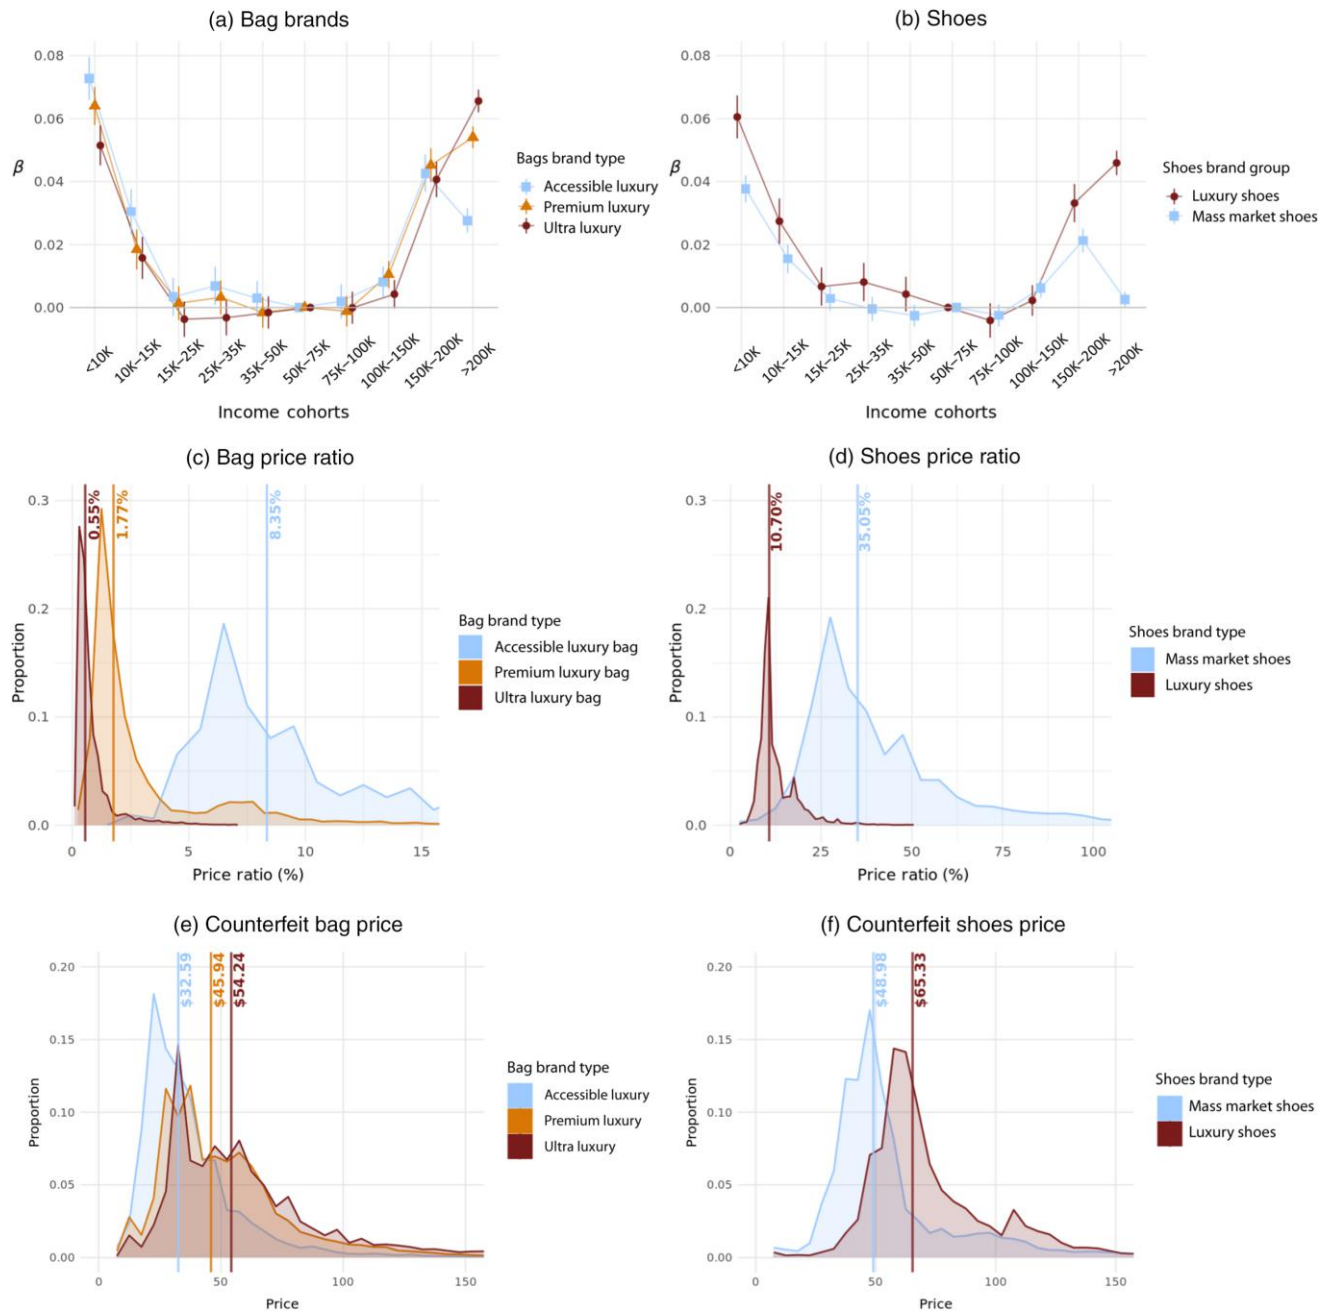 (a) Bag brands
0.08
0.06
0.04
0.02
0.00
β
<10K
10K–15K
15K–25K
25K–35K
35K–50K
50K–75K
75K–100K
100K–150K
150K–200K
>200K
Income cohorts
Bags brand type
Accessible luxury
Premium luxury
Ultra luxury
(b) Shoes
0.08
0.06
0.04
0.02
0.00
β
<10K
10K–15K
15K–25K
25K–35K
35K–50K
50K–75K
75K–100K
100K–150K
150K–200K
>200K
Income cohorts
Shoes brand group
Luxury shoes
Mass market shoes
(c) Bag price ratio
0.3
0.2
0.1
0.0
Proportion
0.55%
1.77%
8.35%
0
5
10
15
Price ratio (%)
Bag brand type
Accessible luxury bag
Premium luxury bag
Ultra luxury bag
(d) Shoes price ratio
0.3
0.2
0.1
0.0
Proportion
10.70%
35.05%
0
25
50
75
100
Price ratio (%)
Shoes brand type
Mass market shoes
Luxury shoes
(e) Counterfeit bag price
0.20
0.15
0.10
0.05
0.00
Proportion
$32.59
$45.94
$54.24
0
50
100
150
Price
Bag brand type
Accessible luxury
Premium luxury
Ultra luxury
(f) Counterfeit shoes price
0.20
0.15
0.10
0.05
0.00
Proportion
$48.98
$65.33
0
50
100
150
Price
Shoes brand type
Mass market shoes
Luxury shoes